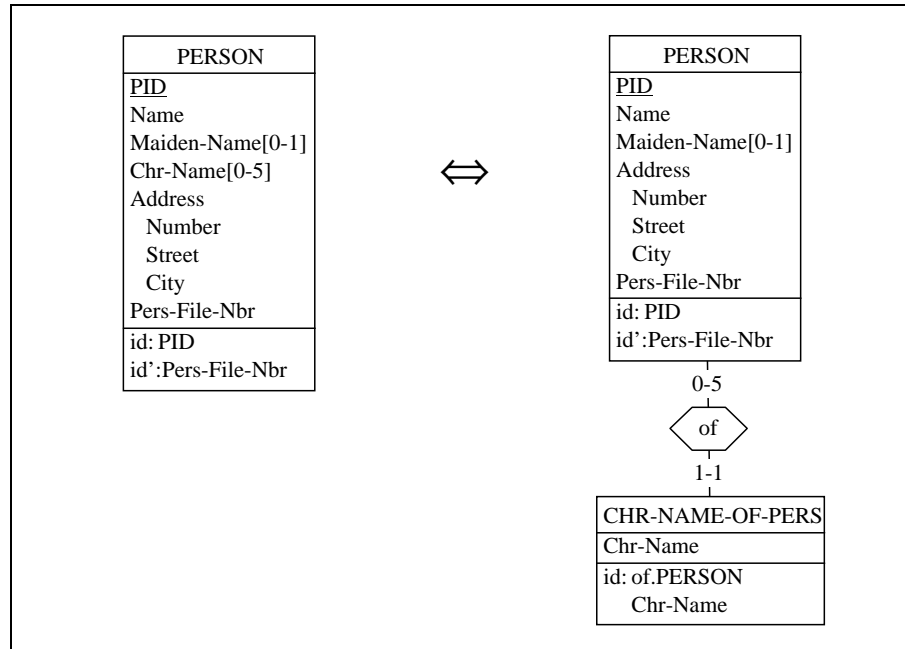 PERSON
PID
Name
Maiden-Name[0-1]
Chr-Name[0-5]
Address
Number
Street
City
Pers-File-Nbr
id: PID
id’:Pers-File-Nbr
⇔
PERSON
PID
Name
Maiden-Name[0-1]
Address
Number
Street
City
Pers-File-Nbr
id: PID
id’:Pers-File-Nbr
0-5
of
1-1
CHR-NAME-OF-PERS
Chr-Name
id: of.PERSON
Chr-Name